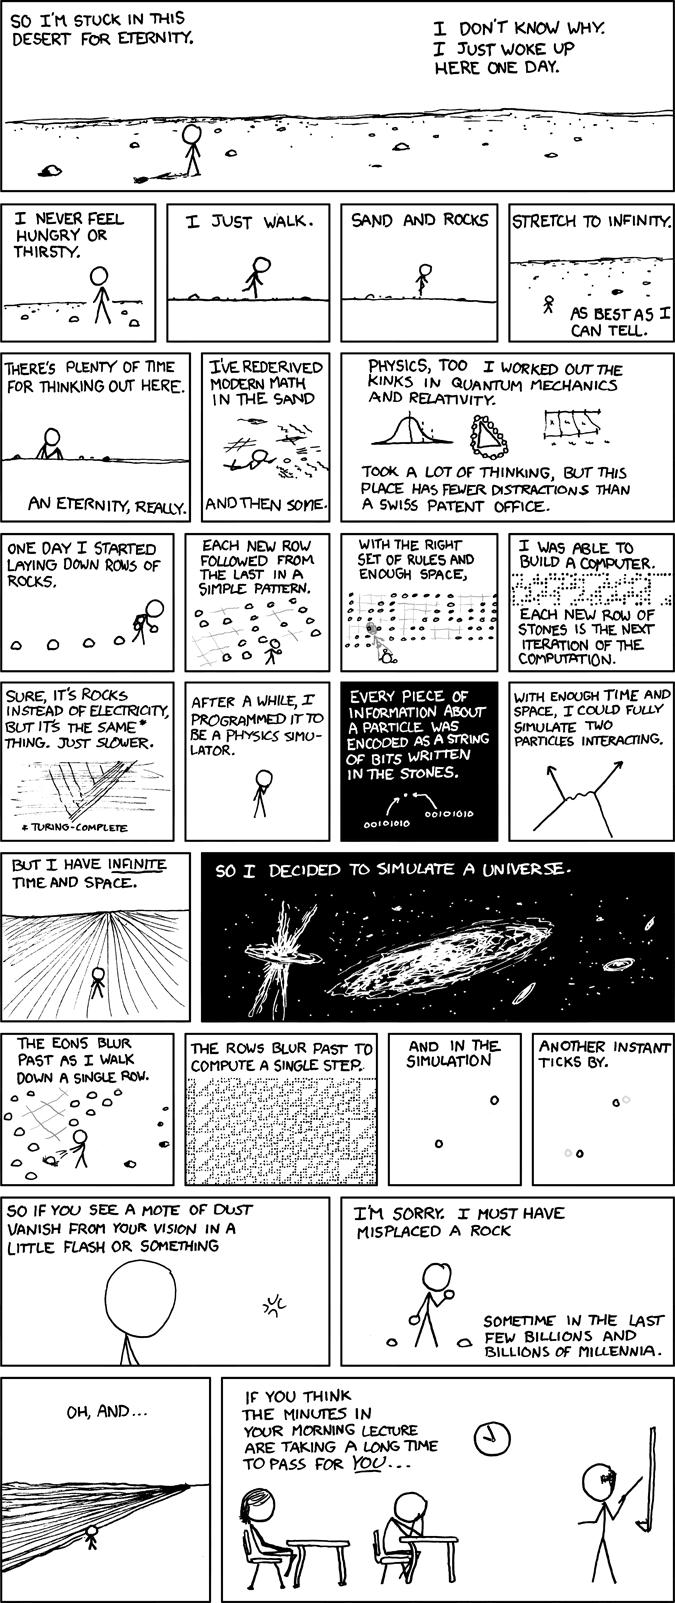 SO I'M STUCK IN THIS
DESERT FOR ETERNITY.
I DON'T KNOW WHY.
I JUST WOKE UP
HERE ONE DAY.
I NEVER FEEL
HUNGRY OR
THIRSTY.
I JUST WALK.
SAND AND ROCKS
STRETCH TO INFINITY.
AS BEST AS I
CAN TELL.
THERE'S PLENTY OF TIME
FOR THINKING OUT HERE.
AN ETERNITY, REALLY.
I'VE REDERIVED
MODERN MATH
IN THE SAND
AND THEN SOME.
PHYSICS, TOO I WORKED OUT THE
KINKS IN QUANTUM MECHANICS
AND RELATIVITY.
TOOK A LOT OF THINKING, BUT THIS
PLACE HAS FEWER DISTRACTIONS THAN
A SWISS PATENT OFFICE.
ONE DAY I STARTED
LAYING DOWN ROWS OF
ROCKS.
EACH NEW ROW
FOLLOWED FROM
THE LAST IN A
SIMPLE PATTERN.
WITH THE RIGHT
SET OF RULES AND
ENOUGH SPACE,
I WAS ABLE TO
BUILD A COMPUTER.
EACH NEW ROW OF
STONES IS THE NEXT
ITERATION OF THE
COMPUTATION.
SURE, IT'S ROCKS
INSTEAD OF ELECTRICITY,
BUT IT'S THE SAME*
THING. JUST SLOWER.
* TURING-COMPLETE
AFTER A WHILE, I
PROGRAMMED IT TO
BE A PHYSICS SIMU-
LATOR.
EVERY PIECE OF
INFORMATION ABOUT
A PARTICLE WAS
ENCODED AS A STRING
OF BITS WRITTEN
IN THE STONES.
00101010
00101010
WITH ENOUGH TIME AND
SPACE, I COULD FULLY
SIMULATE TWO
PARTICLES INTERACTING.
BUT I HAVE INFINITE
TIME AND SPACE.
SO I DECIDED TO SIMULATE A UNIVERSE.
THE EONS BLUR
PAST AS I WALK
DOWN A SINGLE ROW.
THE ROWS BLUR PAST TO
COMPUTE A SINGLE STEP.
AND IN THE
SIMULATION
ANOTHER INSTANT
TICKS BY.
SO IF YOU SEE A MOTE OF DUST
VANISH FROM YOUR VISION IN A
LITTLE FLASH OR SOMETHING
I'M SORRY. I MUST HAVE
MISPLACED A ROCK
SOMETIME IN THE LAST
FEW BILLIONS AND
BILLIONS OF MILLENNIA.
OH, AND...
IF YOU THINK
THE MINUTES IN
YOUR MORNING LECTURE
ARE TAKING A LONG TIME
TO PASS FOR YOU...